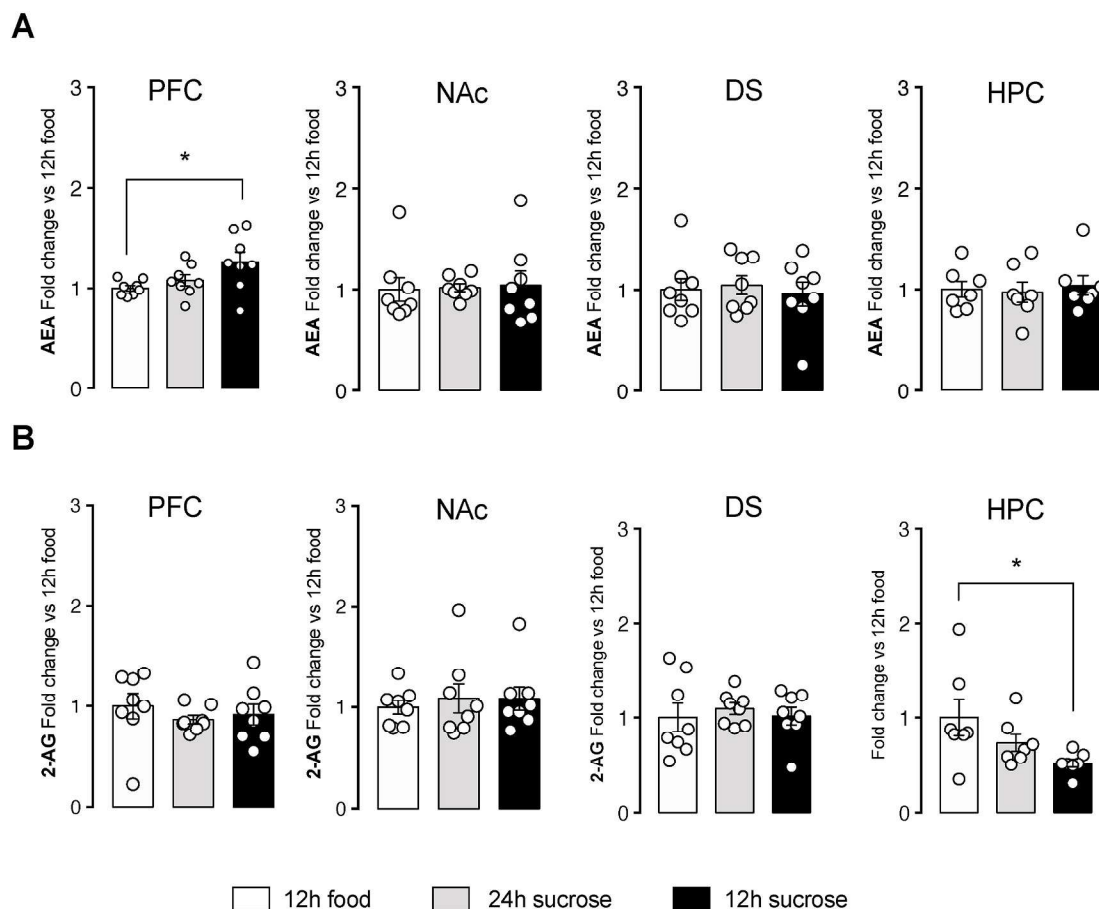 A
PFC
NAc
DS
HPC
AEA Fold change vs 12h food
3
2
1
0
*
AEA Fold change vs 12h food
3
2
1
0
AEA Fold change vs 12h food
3
2
1
0
AEA Fold change vs 12h food
3
2
1
0
B
PFC
NAc
DS
HPC
2-AG Fold change vs 12h food
3
2
1
0
2-AG Fold change vs 12h food
3
2
1
0
2-AG Fold change vs 12h food
3
2
1
0
Fold change vs 12h food
3
2
1
0
*
12h food
24h sucrose
12h sucrose